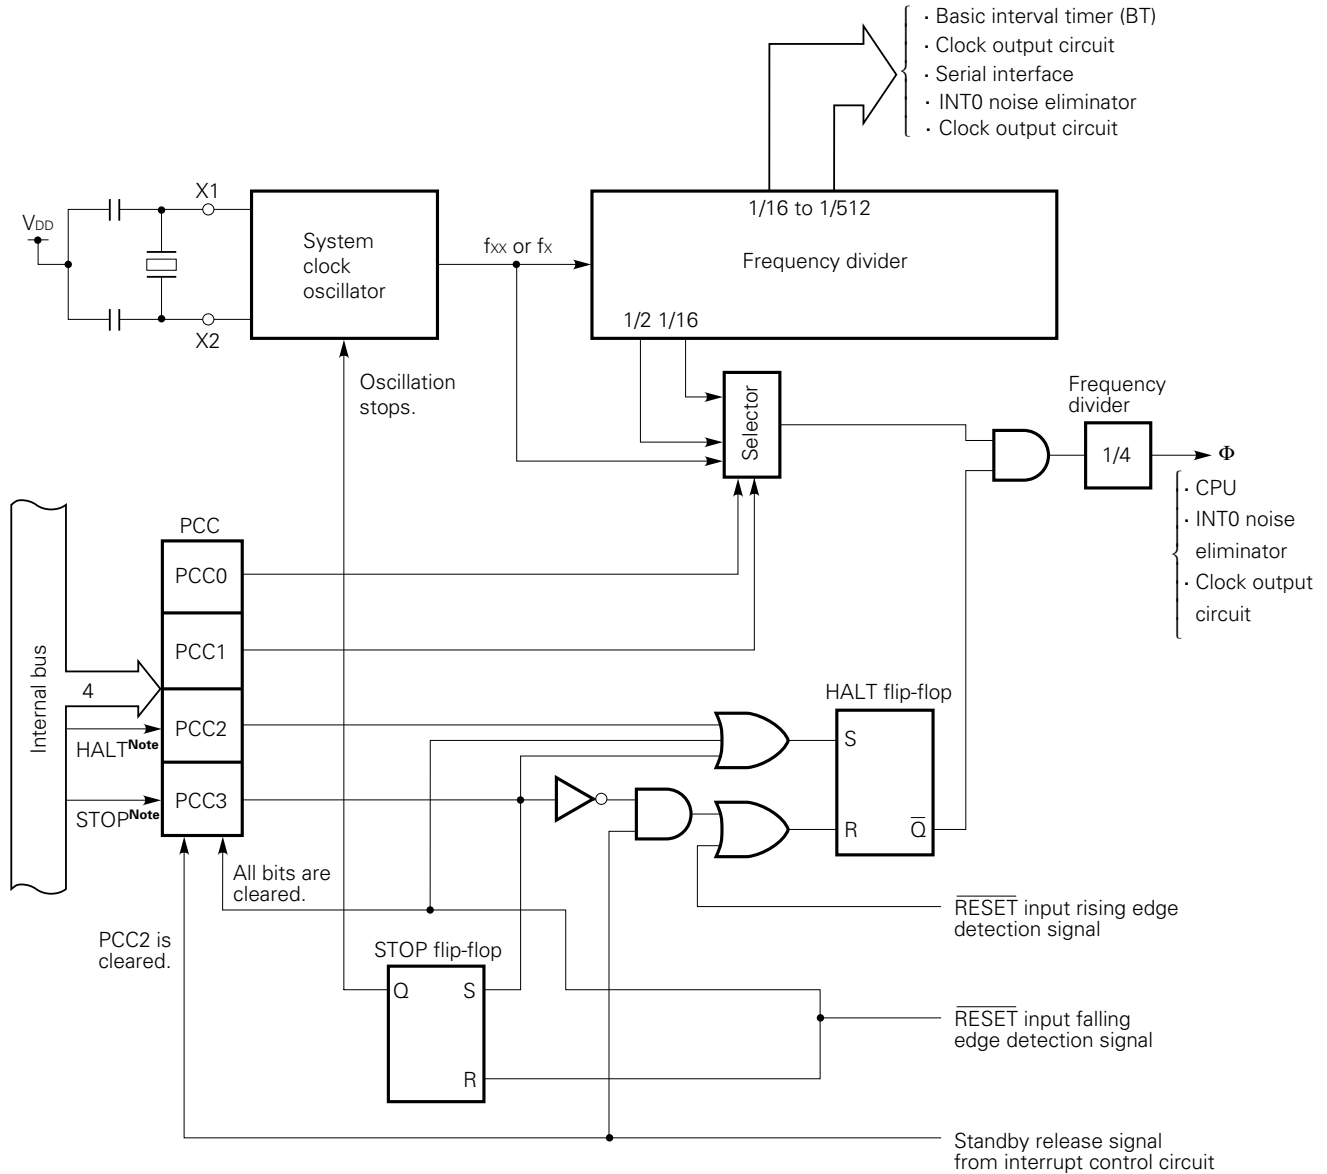 · Basic interval timer (BT)
· Clock output circuit
· Serial interface
· INT0 noise eliminator
· Clock output circuit
X1
VDD
System
clock
oscillator
fxx or fx
1/16 to 1/512
Frequency divider
1/2 1/16
X2
Oscillation
stops.
Selector
Frequency
divider
1/4
Φ
· CPU
· INT0 noise
eliminator
· Clock output
circuit
PCC
PCC0
PCC1
Internal bus
4
PCC2
HALTNote
PCC3
STOPNote
HALT flip-flop
S
R
Q̅
All bits are
cleared.
PCC2 is
cleared.
R̅E̅S̅E̅T̅ input rising edge
detection signal
STOP flip-flop
Q
S
R
R̅E̅S̅E̅T̅ input falling
edge detection signal
Standby release signal
from interrupt control circuit